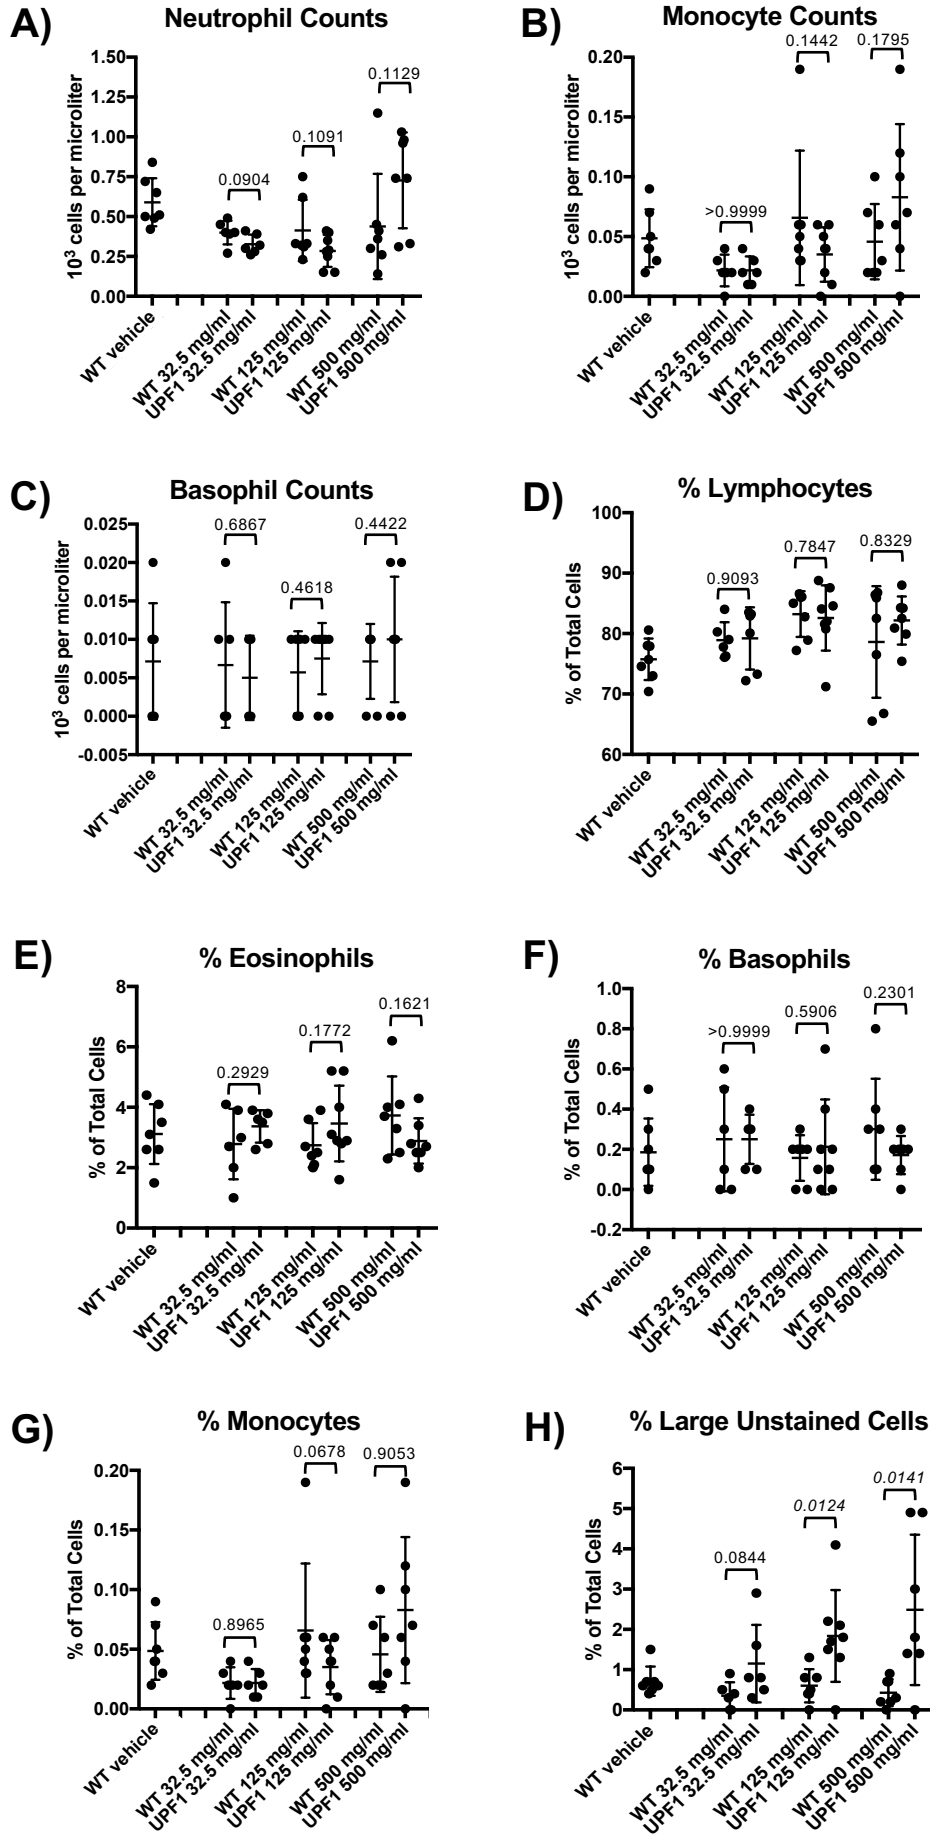 A) Neutrophil Counts
10³ cells per microliter
1.50
1.25
1.00
0.75
0.50
0.25
0.00
0.0904
0.1091
0.1129
WT vehicle
WT 32.5 mg/ml
UPF1 32.5 mg/ml
WT 125 mg/ml
UPF1 125 mg/ml
WT 500 mg/ml
UPF1 500 mg/ml
B) Monocyte Counts
10³ cells per microliter
0.20
0.15
0.10
0.05
0.00
>0.9999
0.1442
0.1795
WT vehicle
WT 32.5 mg/ml
UPF1 32.5 mg/ml
WT 125 mg/ml
UPF1 125 mg/ml
WT 500 mg/ml
UPF1 500 mg/ml
C) Basophil Counts
10³ cells per microliter
0.025
0.020
0.015
0.010
0.005
0.000
-0.005
0.6867
0.4618
0.4422
WT vehicle
WT 32.5 mg/ml
UPF1 32.5 mg/ml
WT 125 mg/ml
UPF1 125 mg/ml
WT 500 mg/ml
UPF1 500 mg/ml
D) % Lymphocytes
% of Total Cells
100
90
80
70
60
0.9093
0.7847
0.8329
WT vehicle
WT 32.5 mg/ml
UPF1 32.5 mg/ml
WT 125 mg/ml
UPF1 125 mg/ml
WT 500 mg/ml
UPF1 500 mg/ml
E) % Eosinophils
% of Total Cells
8
6
4
2
0
0.2929
0.1772
0.1621
WT vehicle
WT 32.5 mg/ml
UPF1 32.5 mg/ml
WT 125 mg/ml
UPF1 125 mg/ml
WT 500 mg/ml
UPF1 500 mg/ml
F) % Basophils
% of Total Cells
1.0
0.8
0.6
0.4
0.2
0.0
-0.2
>0.9999
0.5906
0.2301
WT vehicle
WT 32.5 mg/ml
UPF1 32.5 mg/ml
WT 125 mg/ml
UPF1 125 mg/ml
WT 500 mg/ml
UPF1 500 mg/ml
G) % Monocytes
% of Total Cells
0.20
0.15
0.10
0.05
0.00
0.8965
0.0678
0.9053
WT vehicle
WT 32.5 mg/ml
UPF1 32.5 mg/ml
WT 125 mg/ml
UPF1 125 mg/ml
WT 500 mg/ml
UPF1 500 mg/ml
H) % Large Unstained Cells
% of Total Cells
6
5
4
3
2
1
0
0.0844
0.0124
0.0141
WT vehicle
WT 32.5 mg/ml
UPF1 32.5 mg/ml
WT 125 mg/ml
UPF1 125 mg/ml
WT 500 mg/ml
UPF1 500 mg/ml